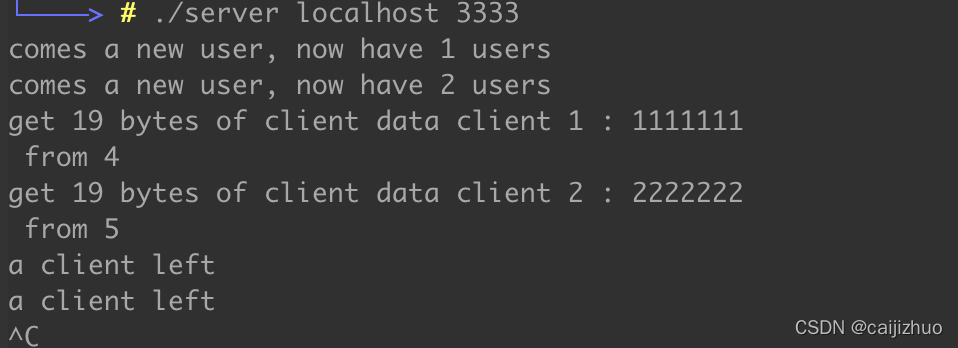 # ./server localhost 3333
comes a new user, now have 1 users
comes a new user, now have 2 users
get 19 bytes of client data client 1 : 1111111
 from 4
get 19 bytes of client data client 2 : 2222222
 from 5
a client left
a client left
^C
CSDN @caijizhuo